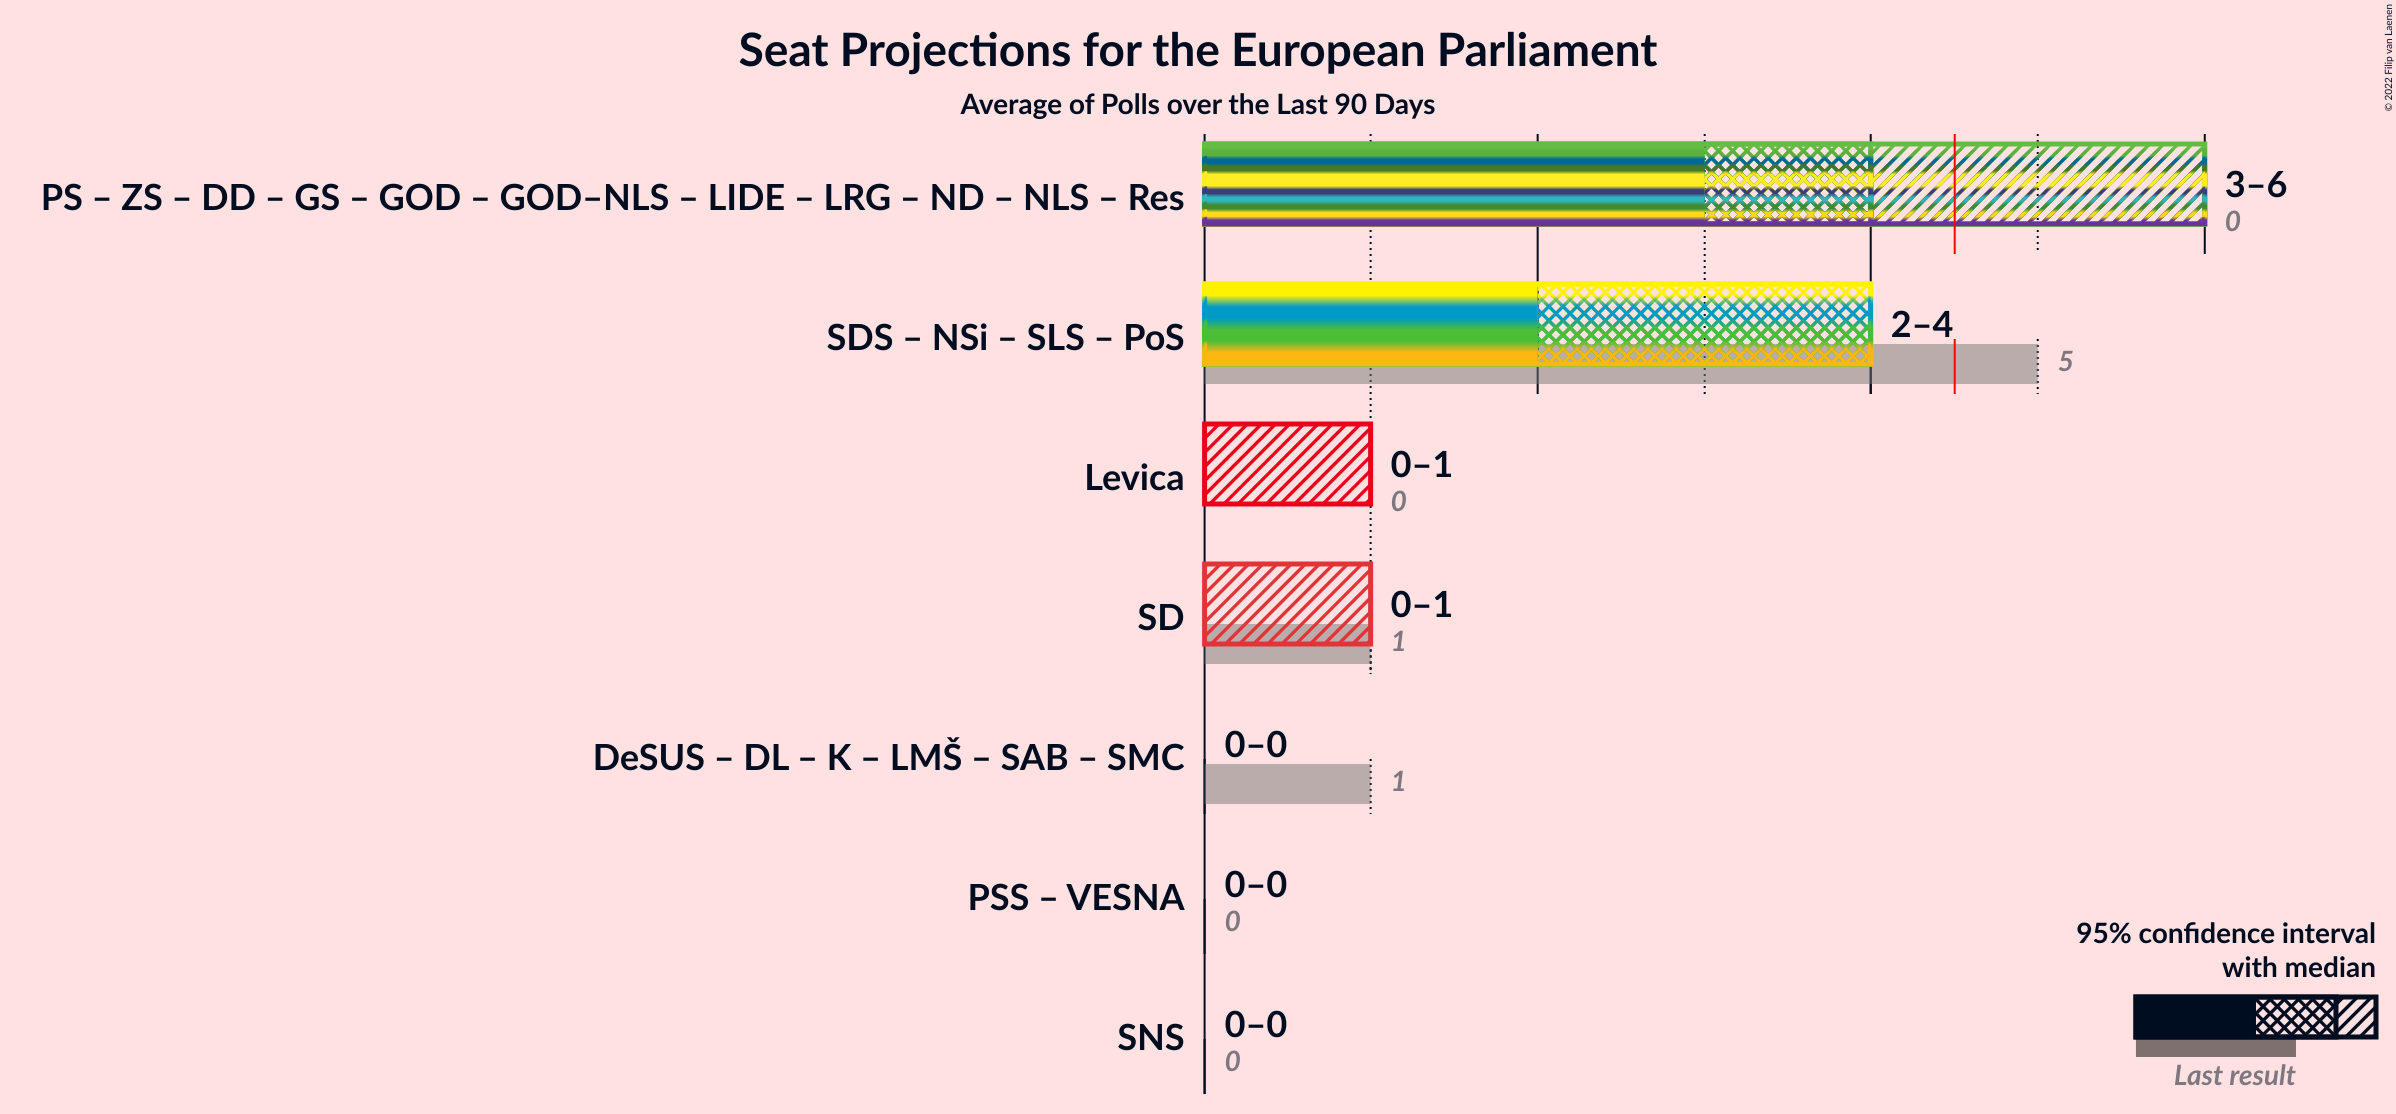 Seat Projections for the European Parliament
Average of Polls over the Last 90 Days
© 2022 Filip van Laenen
PS – ZS – DD – GS – GOD – GOD–NLS – LIDE – LRG – ND – NLS – Res
3–6
0
SDS – NSi – SLS – PoS
2–4
5
Levica
0–1
0
SD
0–1
1
DeSUS – DL – K – LMŠ – SAB – SMC
0–0
1
PSS – VESNA
0–0
0
SNS
0–0
0
95% confidence interval
with median
Last result